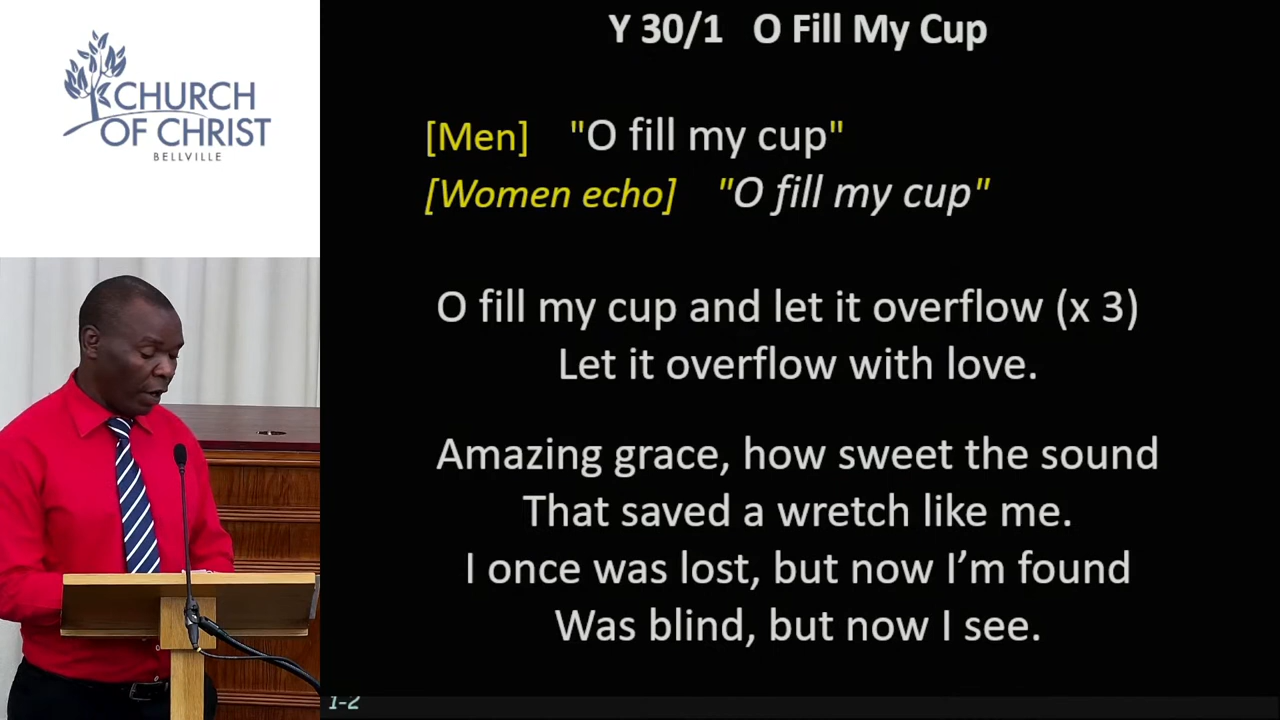 CHURCH
OF CHRIST
BELLVILLE
Y 30/1 O Fill My Cup
[Men] "O fill my cup"
[Women echo] "O fill my cup"
O fill my cup and let it overflow (x 3)
Let it overflow with love.
Amazing grace, how sweet the sound
That saved a wretch like me.
I once was lost, but now I’m found
Was blind, but now I see.
1-2